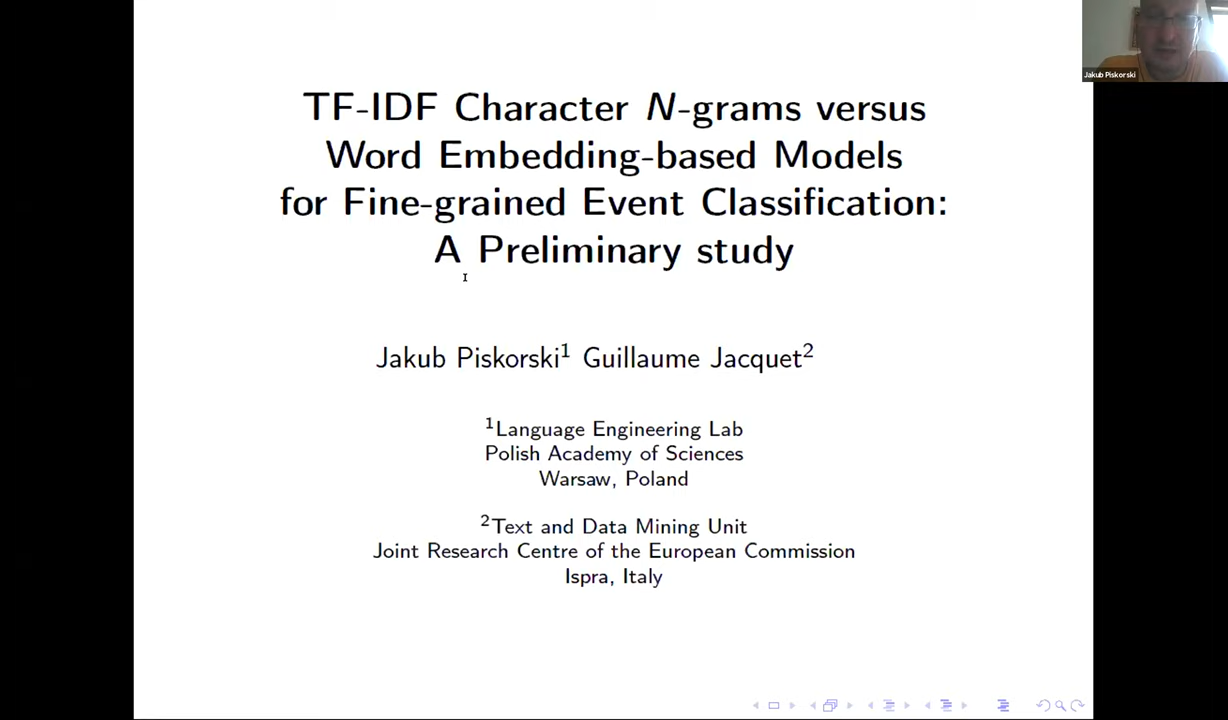 TF-IDF Character N-grams versus
Word Embedding-based Models
for Fine-grained Event Classification:
A Preliminary study
Jakub Piskorski¹ Guillaume Jacquet²
¹Language Engineering Lab
Polish Academy of Sciences
Warsaw, Poland
²Text and Data Mining Unit
Joint Research Centre of the European Commission
Ispra, Italy
Jakub Piskorski